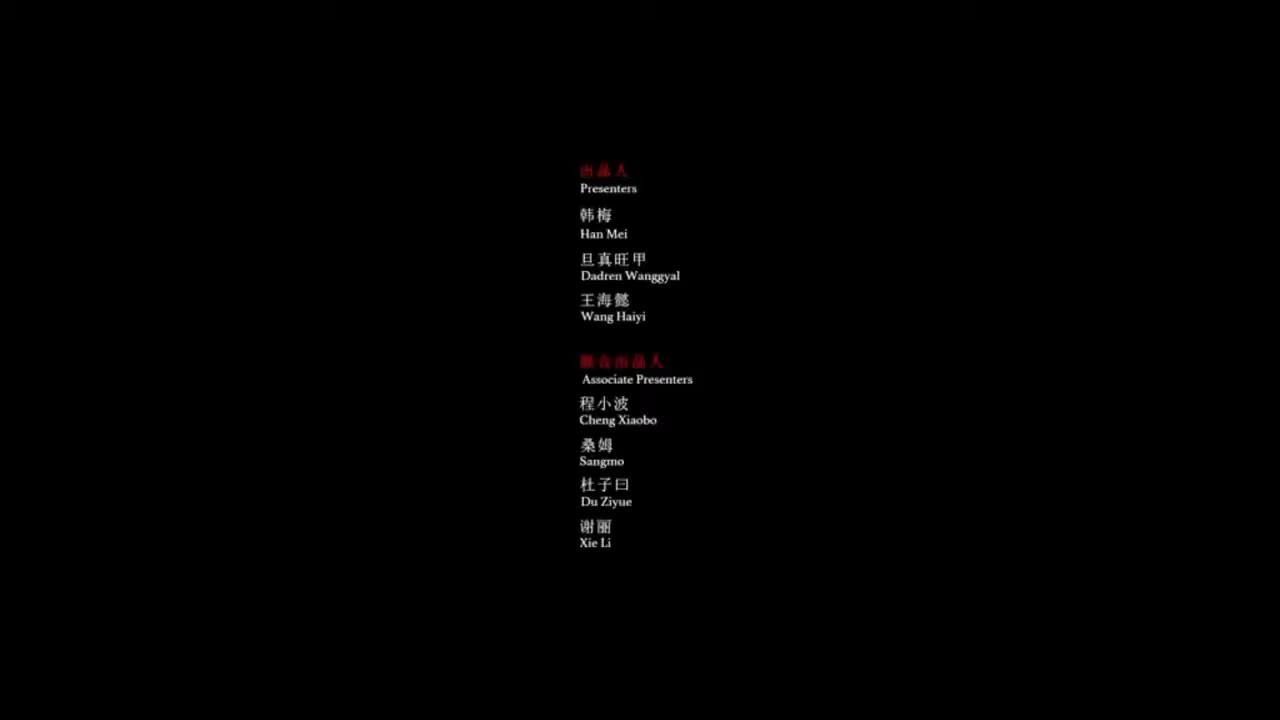 出品人
Presenters
韩梅
Han Mei
旦真旺甲
Dadren Wanggyal
王海懿
Wang Haiyi
联合出品人
Associate Presenters
程小波
Cheng Xiaobo
桑姆
Sangmo
杜子曰
Du Ziyue
谢丽
Xie Li